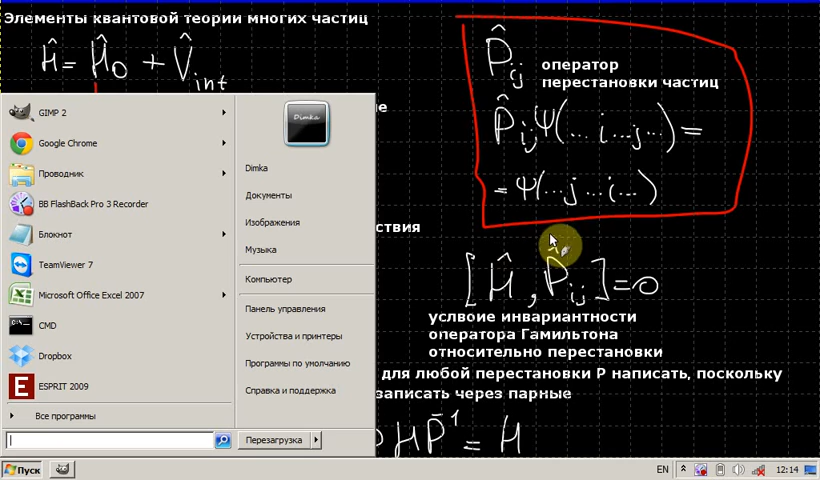 Элементы квантовой теории многих частиц
Ĥ = Ĥ₀ + V̂int
P̂ij
оператор
перестановки частиц
P̂ijΨ(...i...j...) =
= Ψ(...j...i...)
[Ĥ, P̂ij]=0
услвоие инвариантности
оператора Гамильтона
относительно перестановки
для любой перестановки P написать, поскольку
записать через парные
HP̄¹ = H
GIMP 2
Google Chrome
Проводник
BB FlashBack Pro 3 Recorder
Блокнот
TeamViewer 7
Microsoft Office Excel 2007
CMD
Dropbox
ESPRIT 2009
Все программы
Dimka
Dimka
Документы
Изображения
Музыка
Компьютер
Панель управления
Устройства и принтеры
Программы по умолчанию
Справка и поддержка
Перезагрузка
Пуск
EN
12:14